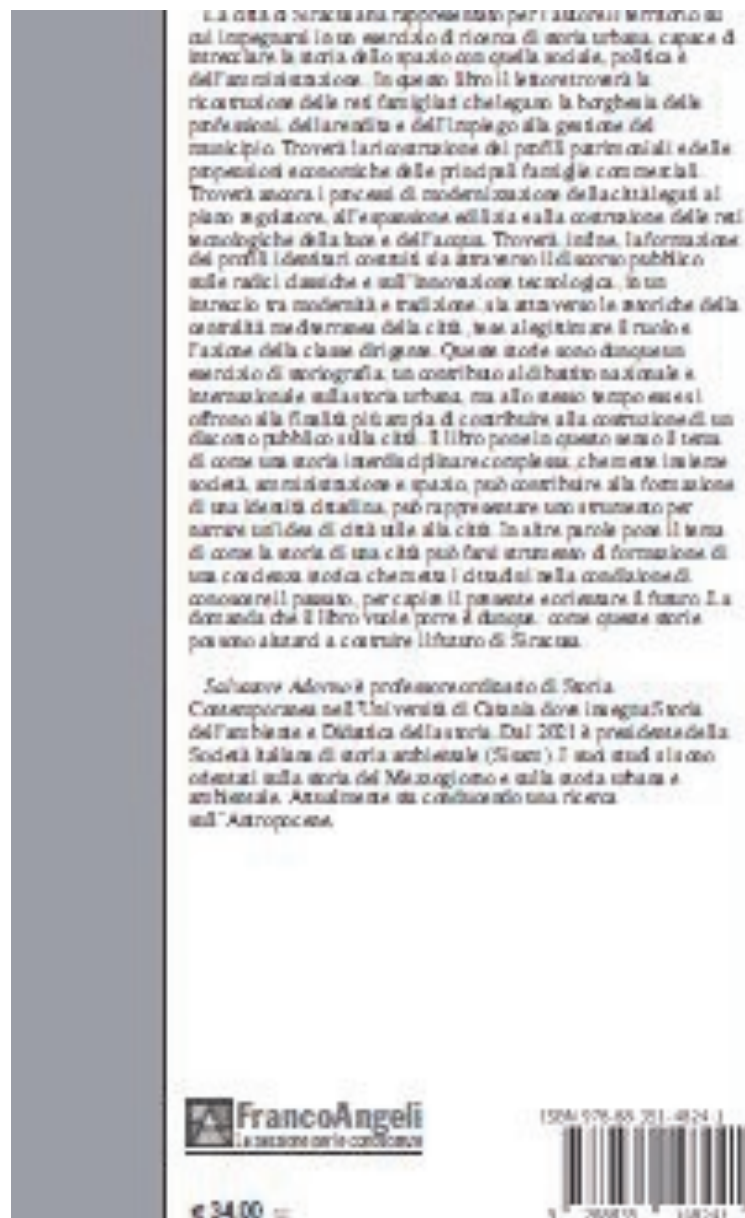 La città di Siracusa ha rappresentato per l'autore il territorio su
cui impegnarsi in un esercizio di ricerca di storia urbana, capace di
intrecciare la storia dello spazio con quella sociale, politica e
dell'amministrazione. In questo libro il lettore troverà la
ricostruzione delle reti famigliari che legano la borghesia delle
professioni, della rendita e dell'impiego alla gestione del
municipio. Troverà la ricostruzione dei profili patrimoniali e delle
propensioni economiche delle principali famiglie commerciali.
Troverà ancora i processi di modernizzazione della città legati al
piano regolatore, all'espansione edilizia e alla costruzione delle reti
tecnologiche della luce e dell'acqua. Troverà, infine, la formazione
dei profili identitari costruiti sia attraverso il discorso pubblico
sulle radici classiche e sull'innovazione tecnologica, in un
intreccio tra modernità e tradizione, sia attraverso le retoriche della
centralità mediterranea della città, tese a legittimare il ruolo e
l'azione della classe dirigente. Queste storie sono dunque un
esercizio di storiografia, un contributo al dibattito nazionale e
internazionale sulla storia urbana, ma allo stesso tempo esse si
offrono alla finalità più ampia di contribuire alla costruzione di un
discorso pubblico sulla città. Il libro pone in questo senso il tema
di come una storia interdisciplinare complessa, che mette insieme
società, amministrazione e spazio, può contribuire alla formazione
di una identità cittadina, può rappresentare uno strumento per
narrare un'idea di città utile alla città. In altre parole pone il tema
di come la storia di una città può farsi strumento di formazione di
una coscienza storica che metta i cittadini nella condizione di
conoscere il passato, per capire il presente e orientare il futuro. La
domanda che il libro vuole porre è dunque: come queste storie
possono aiutarci a costruire il futuro di Siracusa.
Salvatore Adorno è professore ordinario di Storia
Contemporanea nell'Università di Catania dove insegna Storia
dell'ambiente e Didattica della storia. Dal 2021 è presidente della
Società italiana di storia ambientale (Sisam). I suoi studi si sono
orientati sulla storia del Mezzogiorno e sulla storia urbana e
ambientale. Attualmente sta conducendo una ricerca
sull'Antropocene.
FrancoAngeli
La passione per le conoscenze
ISBN 978-88-351-4824-1
€ 34,00